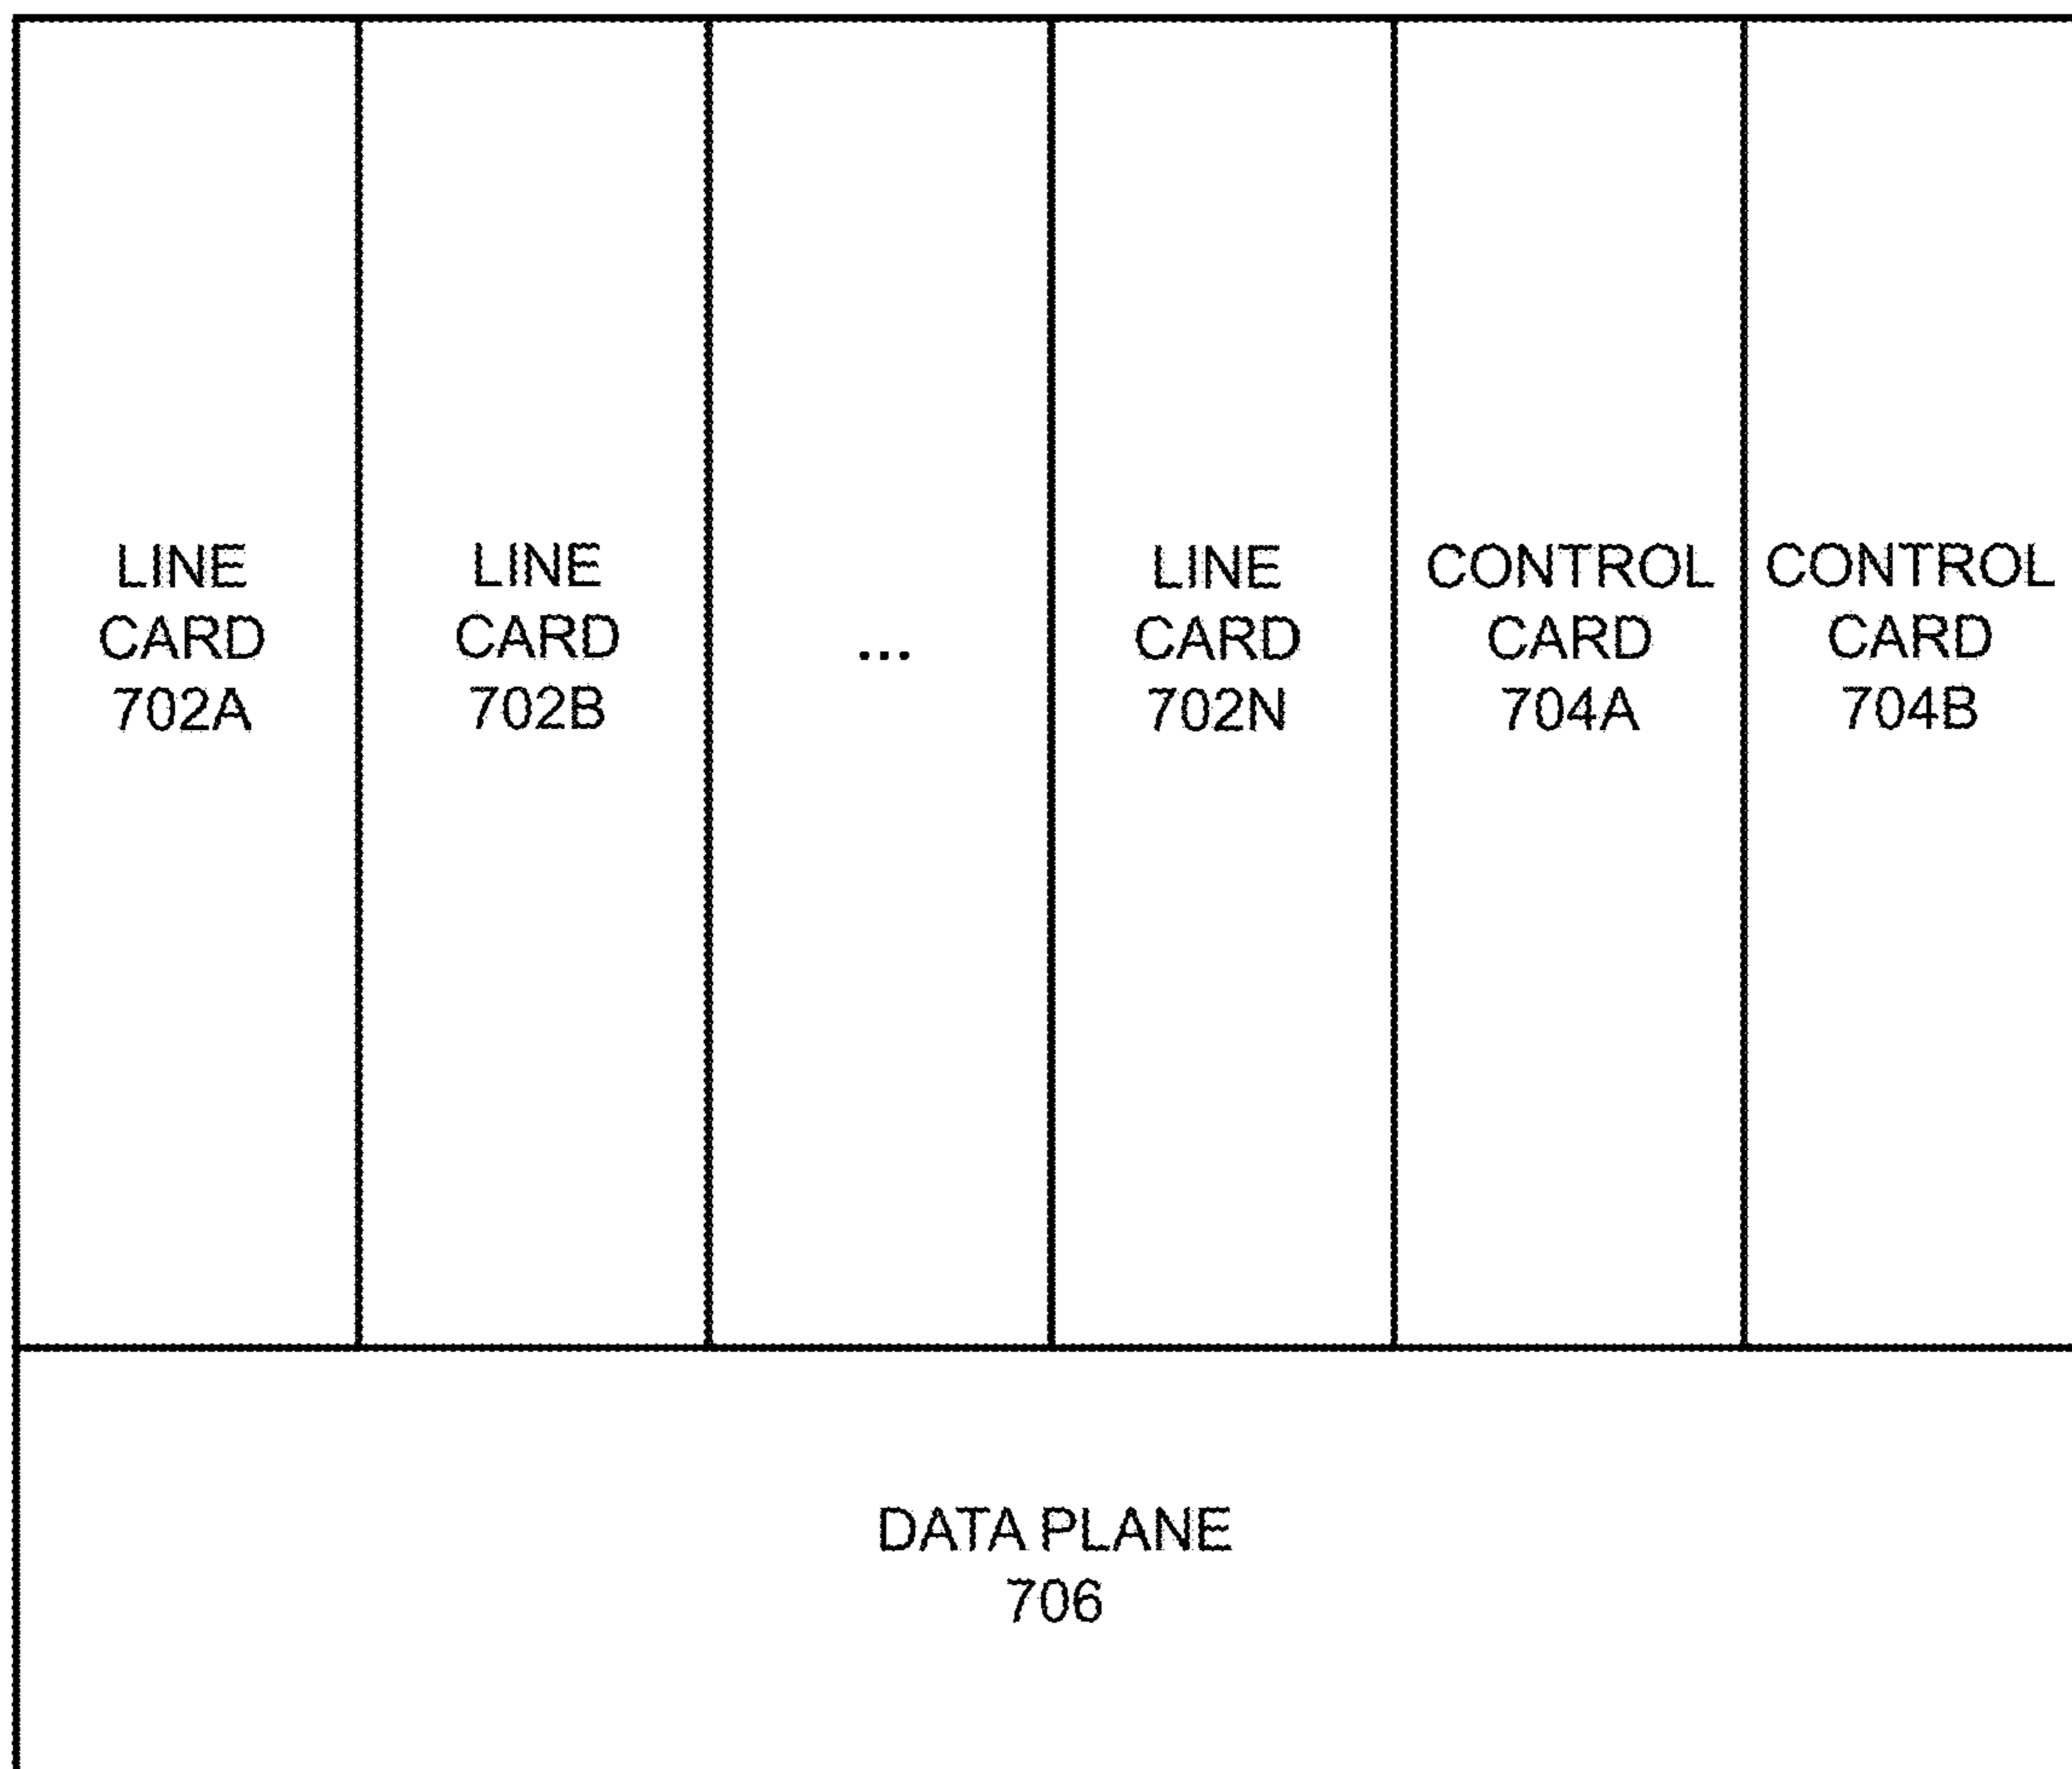 LINE
CARD
702A
LINE
CARD
702B
...
LINE
CARD
702N
CONTROL
CARD
704A
CONTROL
CARD
704B
DATA PLANE
706